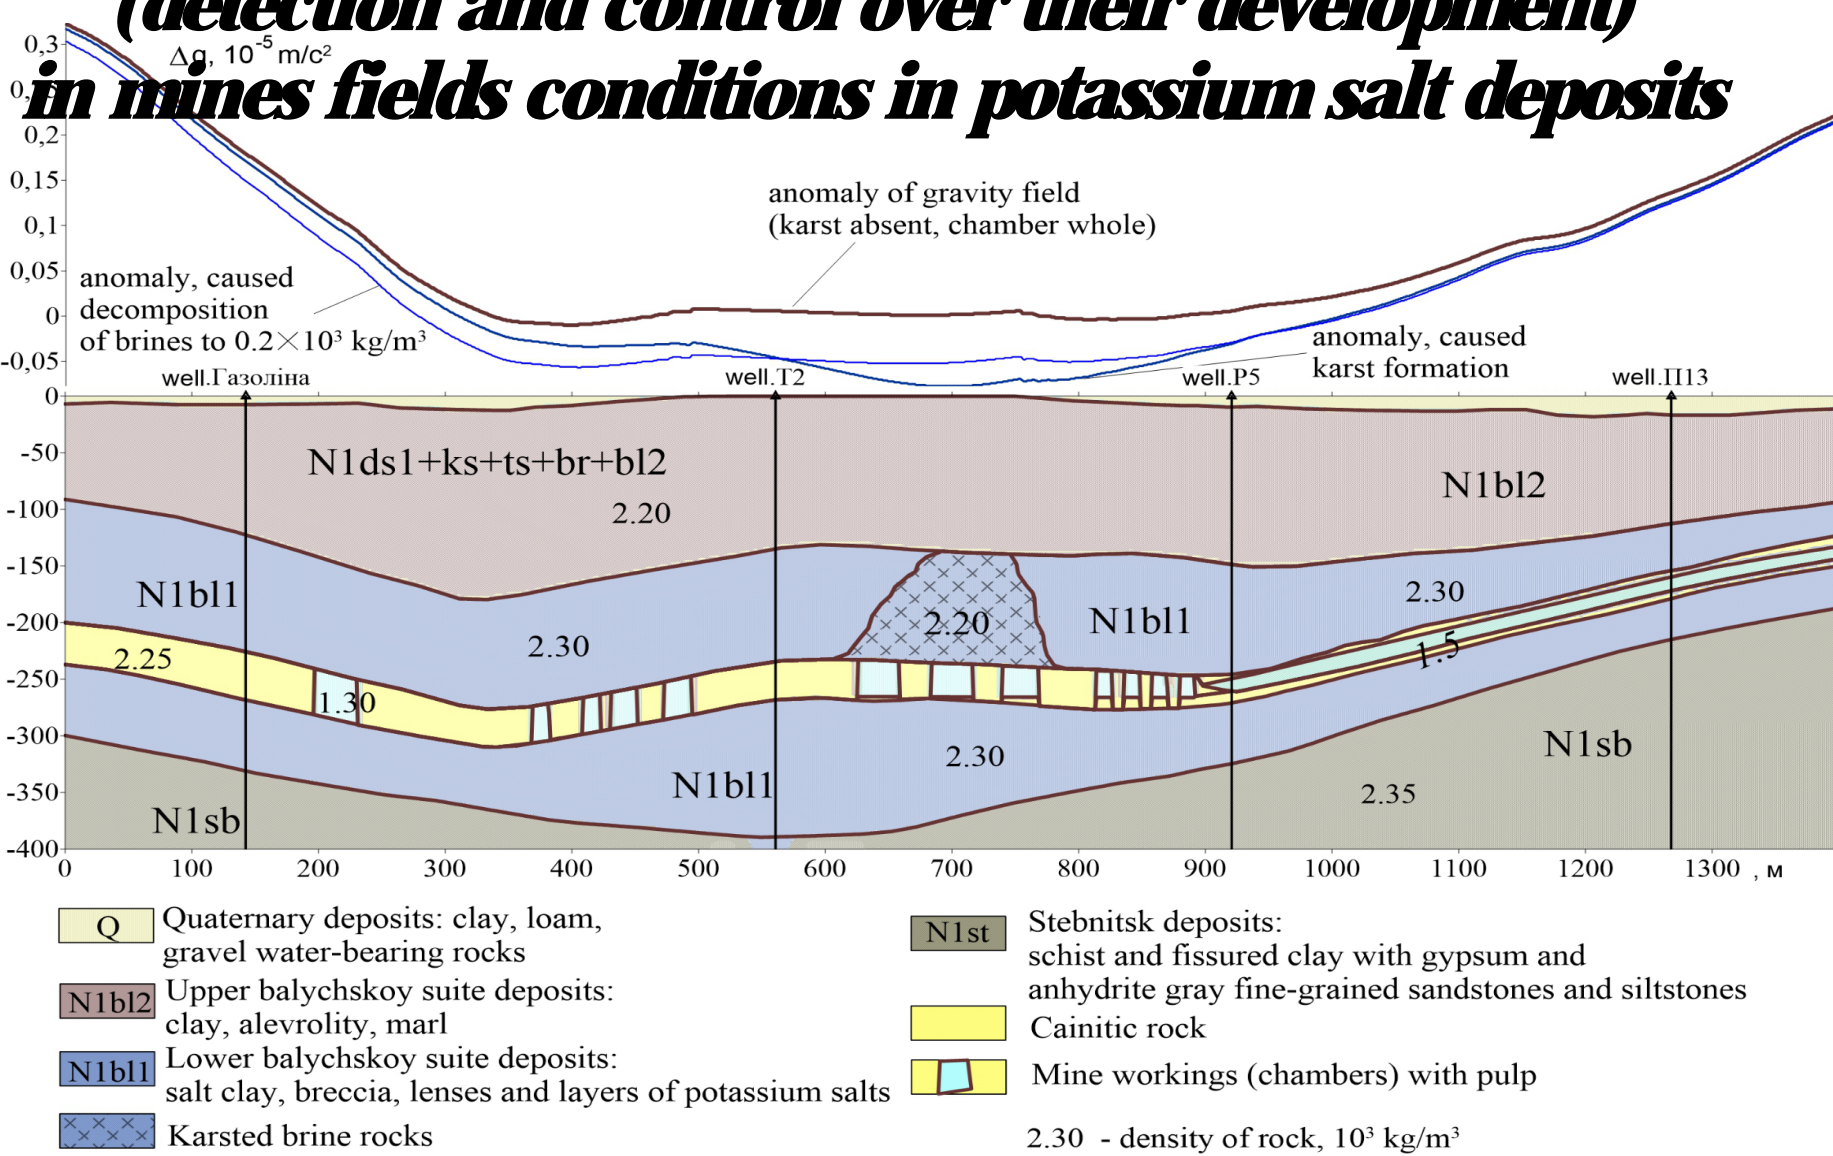 (detection and control over their development)
in mines fields conditions in potassium salt deposits
Δg, 10⁻⁵ m/c²
0,3
0,2
0,15
0,1
0,05
0
-0,05
anomaly of gravity field
(karst absent, chamber whole)
anomaly, caused
decomposition
of brines to 0.2×10³ kg/m³
anomaly, caused
karst formation
well.Газоліна
well.T2
well.P5
well.П13
0
-50
-100
-150
-200
-250
-300
-350
-400
N1ds1+ks+ts+br+bl2
2.20
N1bl2
N1bl1
2.30
2.20
N1bl1
2.30
2.25
1.30
1.5
N1bl1
2.30
N1sb
2.35
N1sb
0 100 200 300 400 500 600 700 800 900 1000 1100 1200 1300 , м
Q
Quaternary deposits: clay, loam,
gravel water-bearing rocks
N1bl2
Upper balychskoy suite deposits:
clay, alevrolity, marl
N1bl1
Lower balychskoy suite deposits:
salt clay, breccia, lenses and layers of potassium salts
Karsted brine rocks
N1st
Stebnitsk deposits:
schist and fissured clay with gypsum and
anhydrite gray fine-grained sandstones and siltstones
Cainitic rock
Mine workings (chambers) with pulp
2.30 - density of rock, 10³ kg/m³